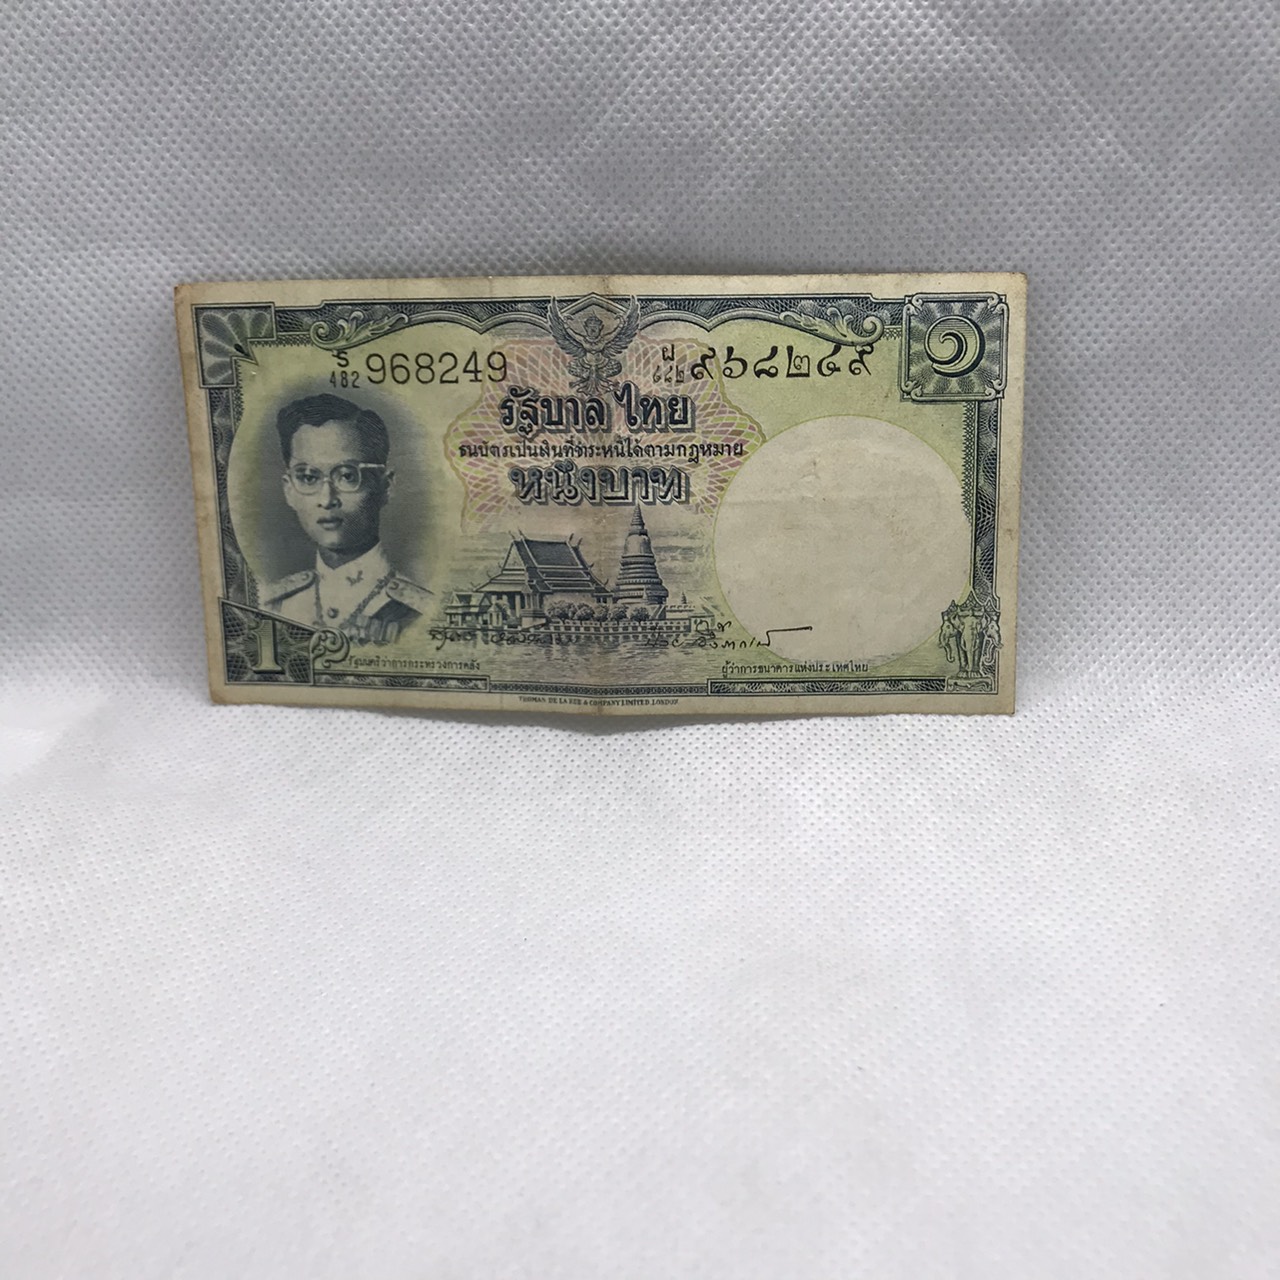 S
482 968249
ฝ
๔๘๒ ๙๖๘๒๔๙
๑
รัฐบาลไทย
ธนบัตรเป็นเงินที่ชำระหนี้ได้ตามกฎหมาย
หนึ่งบาท
1
รัฐมนตรีว่าการกระทรวงการคลัง
ผู้ว่าการธนาคารแห่งประเทศไทย
THOMAS DE LA RUE & COMPANY LIMITED. LONDON